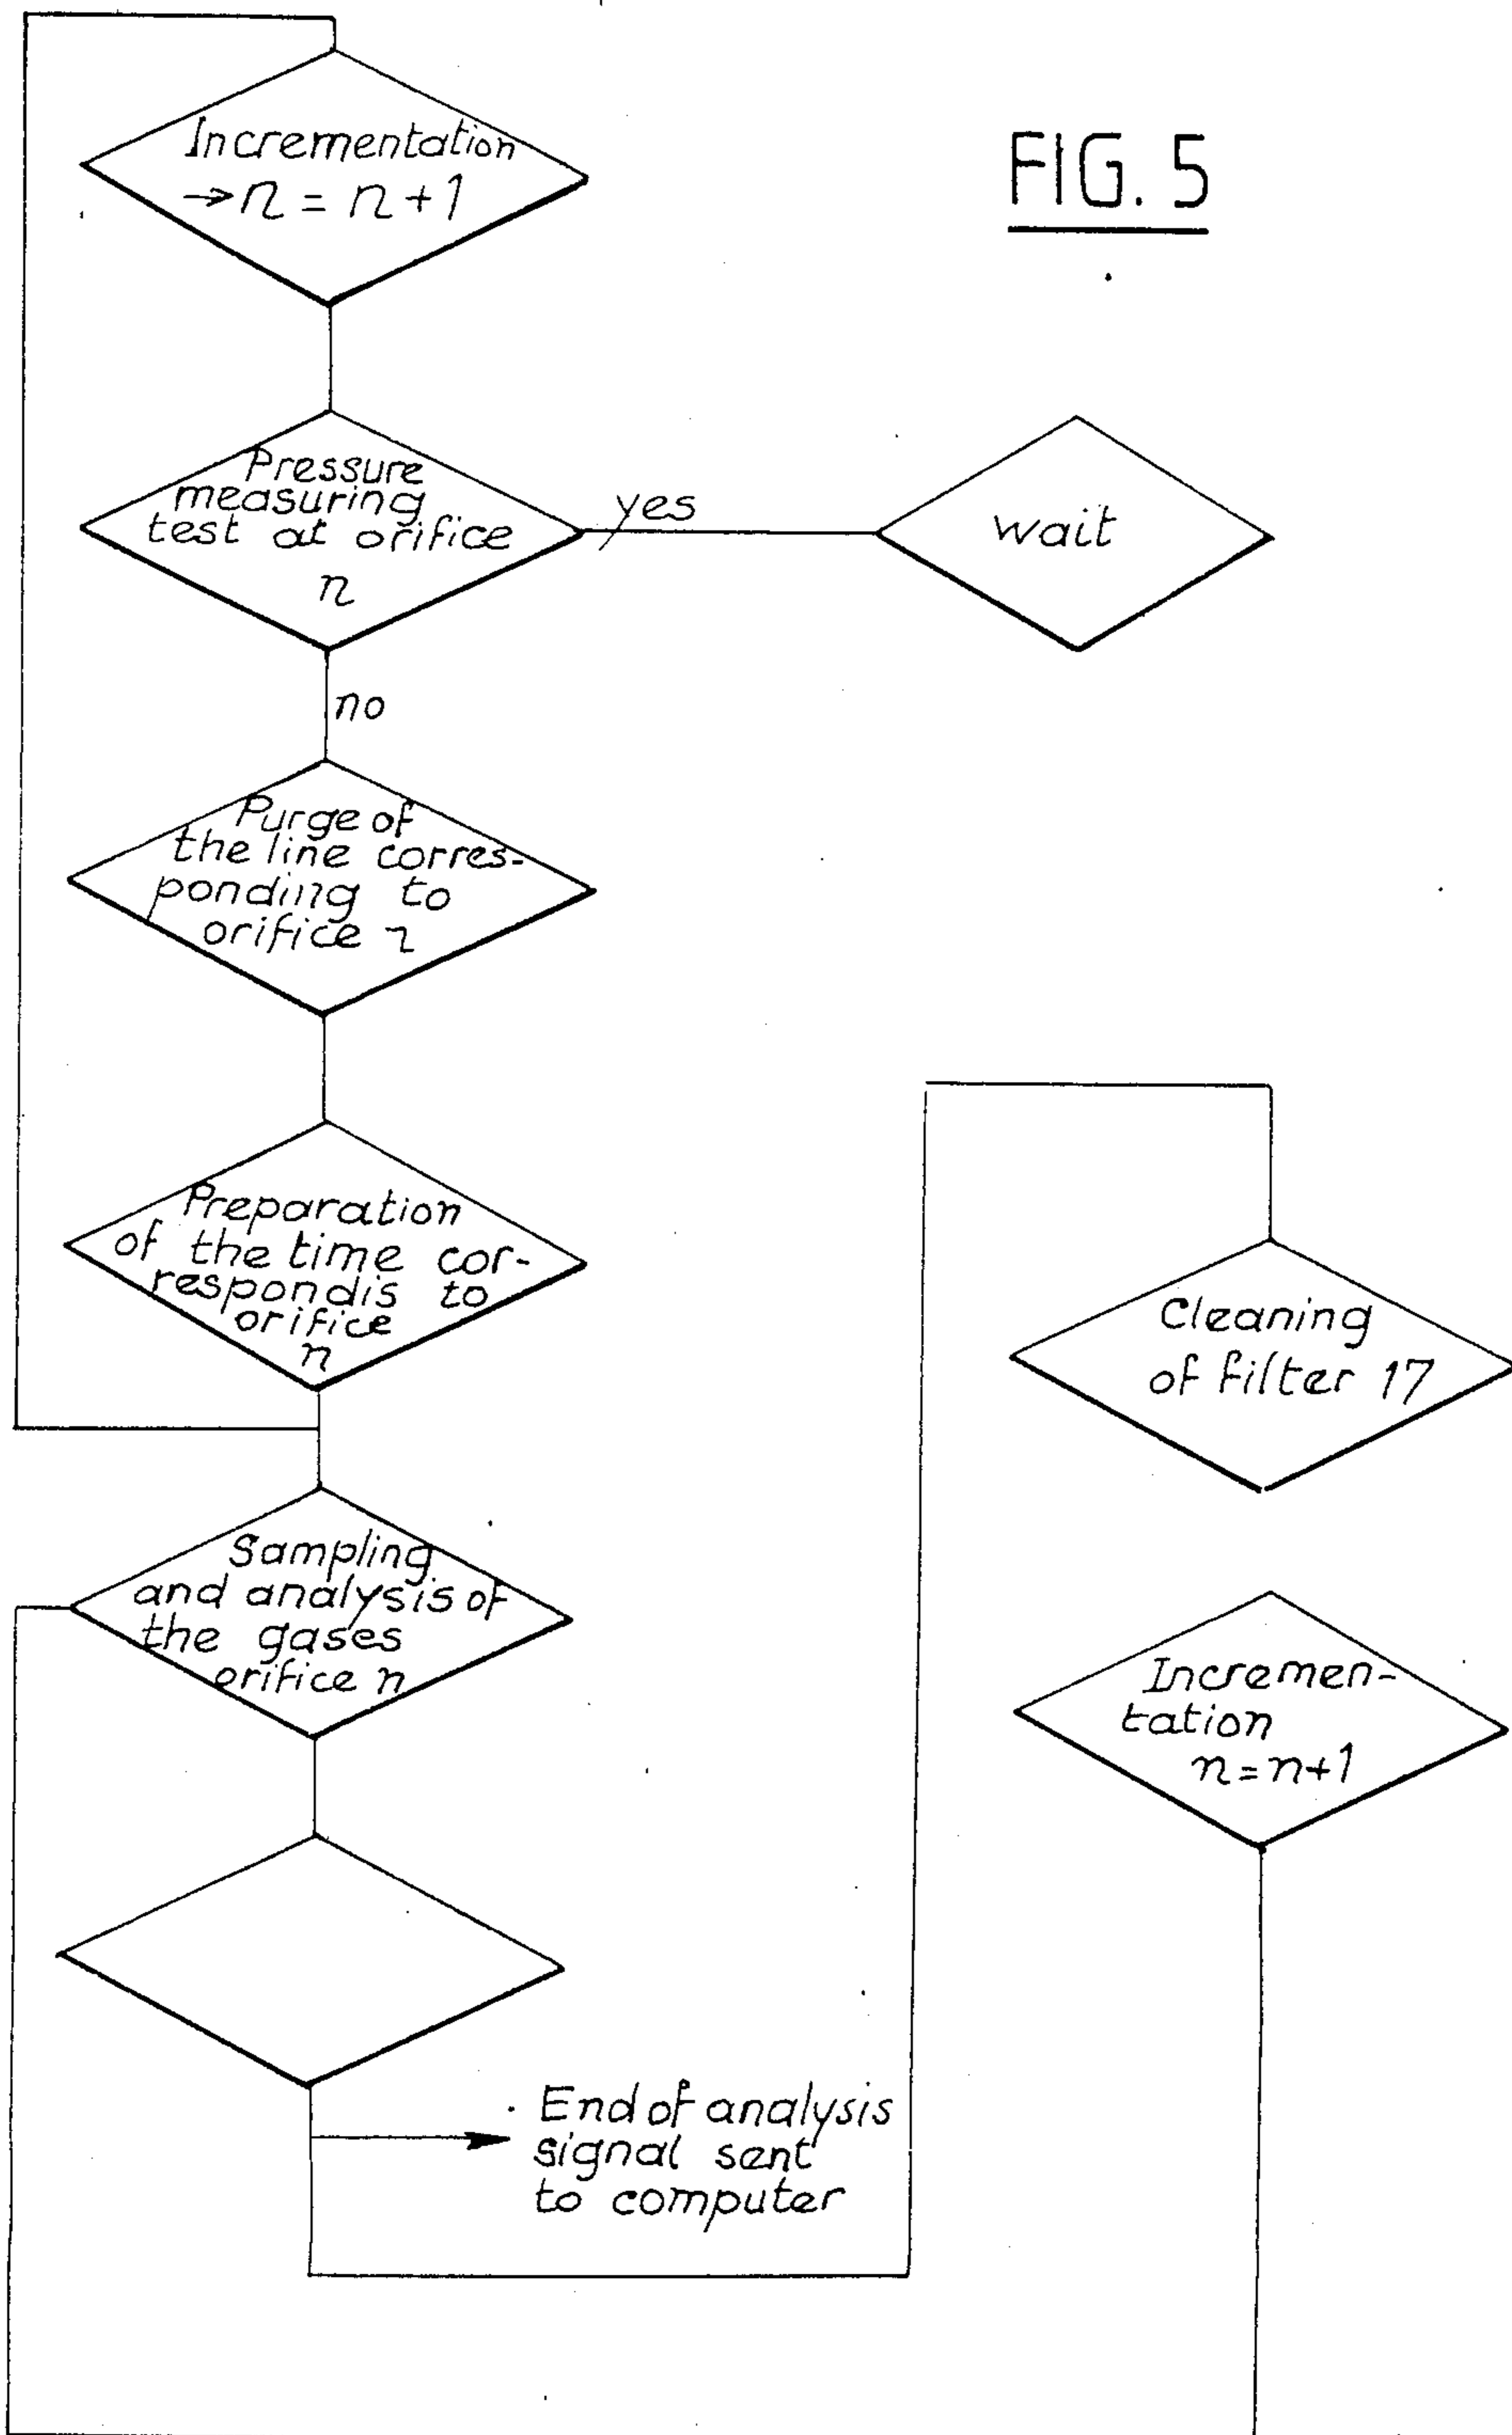 FIG. 5
Incrementation
→n = n+1
Pressure
measuring
test at orifice
n
yes
wait
no
Purge of
the line corres-
ponding to
orifice n
Preparation
of the time cor-
respondis to
orifice
n
Sampling
and analysis of
the gases
orifice n
End of analysis
signal sent
to computer
Cleaning
of filter 17
Incremen-
tation
n=n+1